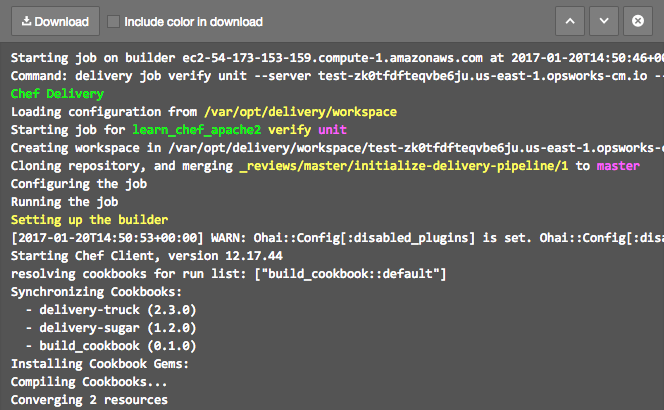 Download
Include color in download
Starting job on builder ec2-54-173-153-159.compute-1.amazonaws.com at 2017-01-20T14:50:46+00
Command: delivery job verify unit --server test-zk0tfdfteqvbe6ju.us-east-1.opsworks-cm.io --
Chef Delivery
Loading configuration from /var/opt/delivery/workspace
Starting job for learn_chef_apache2 verify unit
Creating workspace in /var/opt/delivery/workspace/test-zk0tfdfteqvbe6ju.us-east-1.opsworks-c
Cloning repository, and merging _reviews/master/initialize-delivery-pipeline/1 to master
Configuring the job
Running the job
Setting up the builder
[2017-01-20T14:50:53+00:00] WARN: Ohai::Config[:disabled_plugins] is set. Ohai::Config[:disa
Starting Chef Client, version 12.17.44
resolving cookbooks for run list: ["build_cookbook::default"]
Synchronizing Cookbooks:
- delivery-truck (2.3.0)
- delivery-sugar (1.2.0)
- build_cookbook (0.1.0)
Installing Cookbook Gems:
Compiling Cookbooks...
Converging 2 resources